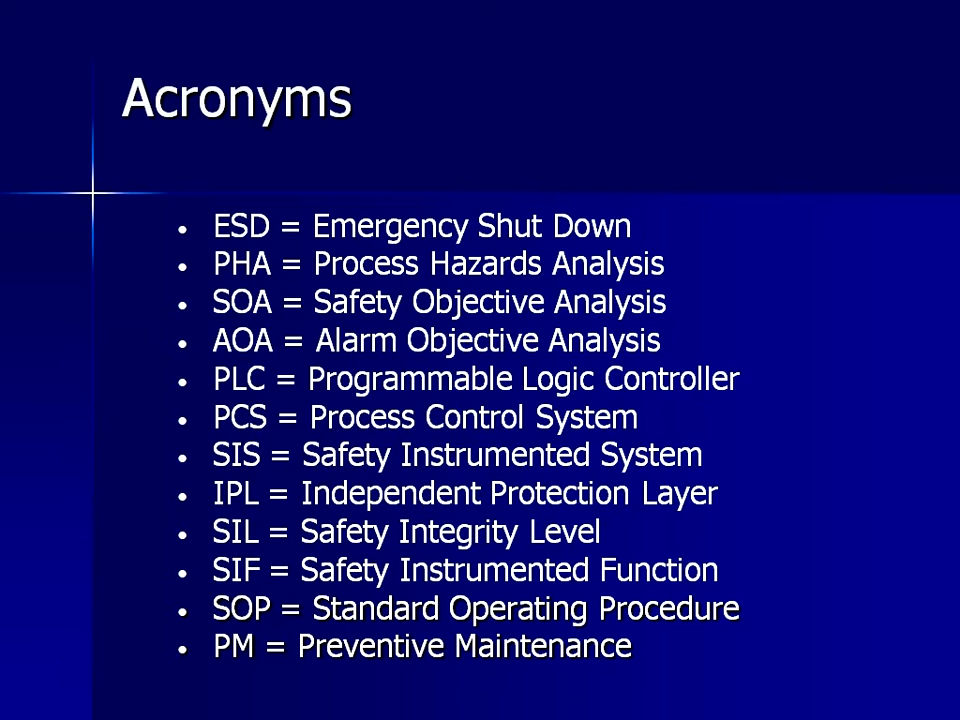 Acronyms
• ESD = Emergency Shut Down
• PHA = Process Hazards Analysis
• SOA = Safety Objective Analysis
• AOA = Alarm Objective Analysis
• PLC = Programmable Logic Controller
• PCS = Process Control System
• SIS = Safety Instrumented System
• IPL = Independent Protection Layer
• SIL = Safety Integrity Level
• SIF = Safety Instrumented Function
• SOP = Standard Operating Procedure
• PM = Preventive Maintenance